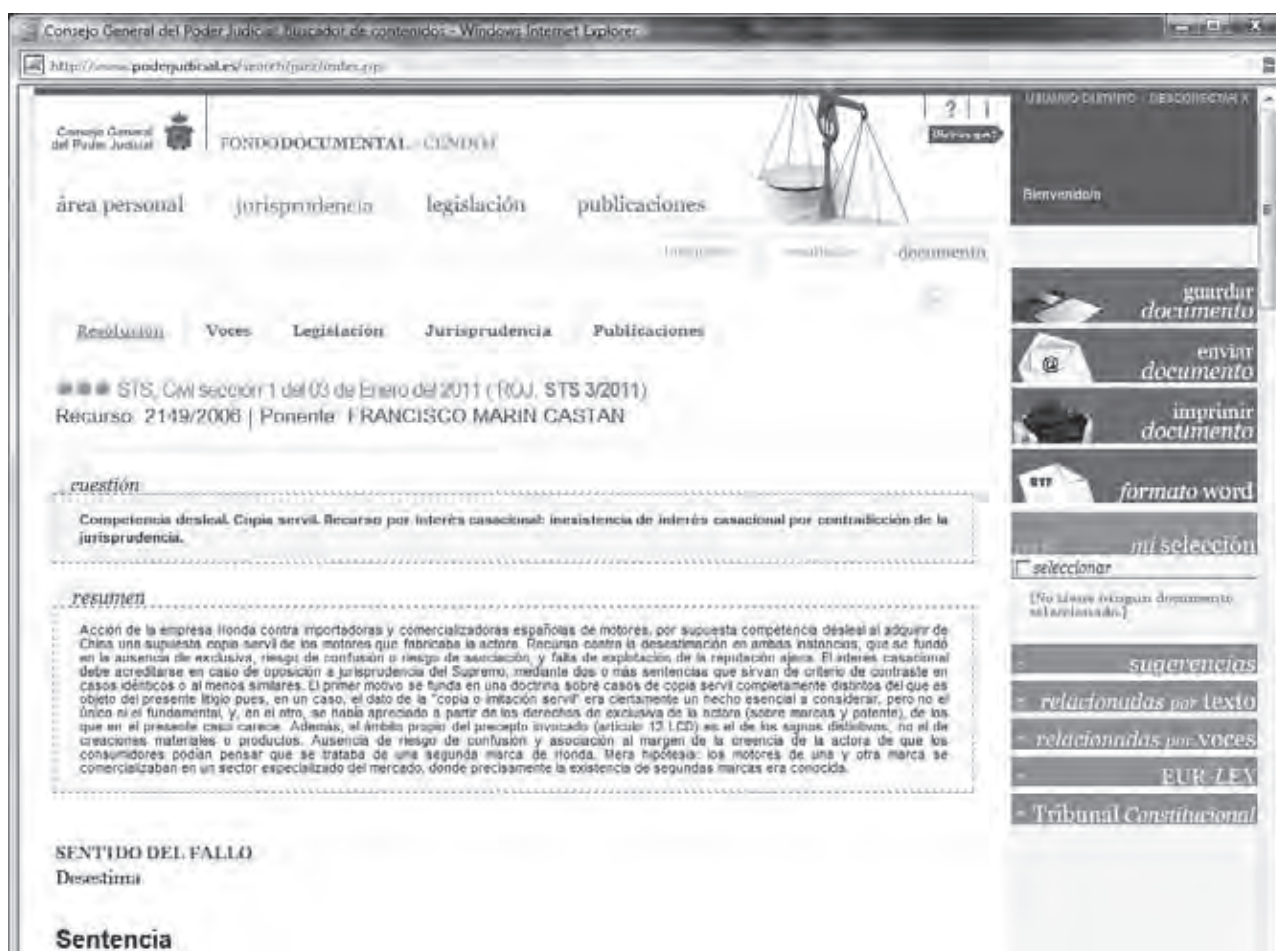 Consejo General del Poder Judicial: buscador de contenidos - Windows Internet Explorer
http://www.poderjudicial.es/search/juez/index.jsp
Consejo General
del Poder Judicial
FONDODOCUMENTAL CENDOJ
? | i
USUARIO DESCONECTAR X
Bienvenido/a
área personal jurisprudencia legislación publicaciones
documento
guardar
documento
enviar
documento
imprimir
documento
formato word
mi selección
seleccionar
[No tiene ningún documento
seleccionado.]
sugerencias
relacionadas por texto
relacionadas por voces
EUR-LEX
Tribunal Constitucional
Resolución Voces Legislación Jurisprudencia Publicaciones
STS, Civil sección 1 del 03 de Enero del 2011 ( ROJ: STS 3/2011)
Recurso: 2149/2006 | Ponente: FRANCISCO MARIN CASTAN
cuestión
Competencia desleal. Copia servil. Recurso por interés casacional: inexistencia de interés casacional por contradicción de la
jurisprudencia.
resumen
Acción de la empresa Honda contra importadoras y comercializadoras españolas de motores, por supuesta competencia desleal al adquirir de
China una supuesta copia servil de los motores que fabricaba la actora. Recurso contra la desestimación en ambas instancias, que se fundó
en la ausencia de exclusiva, riesgo de confusión o riesgo de asociación, y falta de explotación de la reputación ajena. El interés casacional
debe acreditarse en caso de oposición a jurisprudencia del Supremo, mediante dos o más sentencias que sirvan de criterio de contraste en
casos idénticos o al menos similares. El primer motivo se funda en una doctrina sobre casos de copia servil completamente distintos del que es
objeto del presente litigio pues, en un caso, el dato de la "copia o imitación servil" era ciertamente un hecho esencial a considerar, pero no el
único ni el fundamental, y, en el otro, se había apreciado a partir de los derechos de exclusiva de la actora (sobre marcas y patente), de los
que en el presente caso carece. Además, el ámbito propio del precepto invocado (artículo 12 LCD) es el de los signos distintivos, no el de
creaciones materiales o productos. Ausencia de riesgo de confusión y asociación al margen de la creencia de la actora de que los
consumidores podían pensar que se trataba de una segunda marca de Honda. Mera hipótesis: los motores de una y otra marca se
comercializaban en un sector especializado del mercado, donde precisamente la existencia de segundas marcas era conocida.
SENTIDO DEL FALLO
Desestima
Sentencia